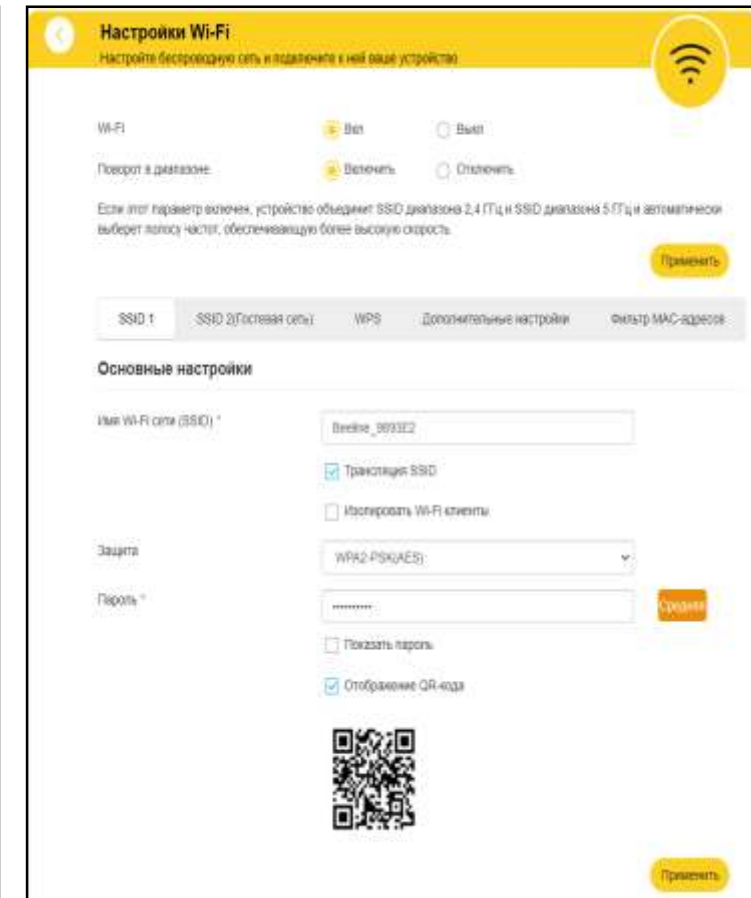 Настройки Wi-Fi
Настройте беспроводную сеть и подключите к ней ваше устройство
Wi-Fi
Вкл
Выкл
Поворот в диапазоне
Включить
Отключить
Если этот параметр включен, устройство объединит SSID диапазона 2,4 ГГц и SSID диапазона 5 ГГц и автоматически
выберет полосу частот, обеспечивающую более высокую скорость.
Применить
SSID 1
SSID 2(Гостевая сеть)
WPS
Дополнительные настройки
Фильтр MAC-адресов
Основные настройки
Имя Wi-Fi сети (SSID) *
Трансляция SSID
Изолировать Wi-Fi клиенты
Защита
WPA2-PSK(AES)
Пароль *
Средняя
Показать пароль
Отображение QR-кода
Применить